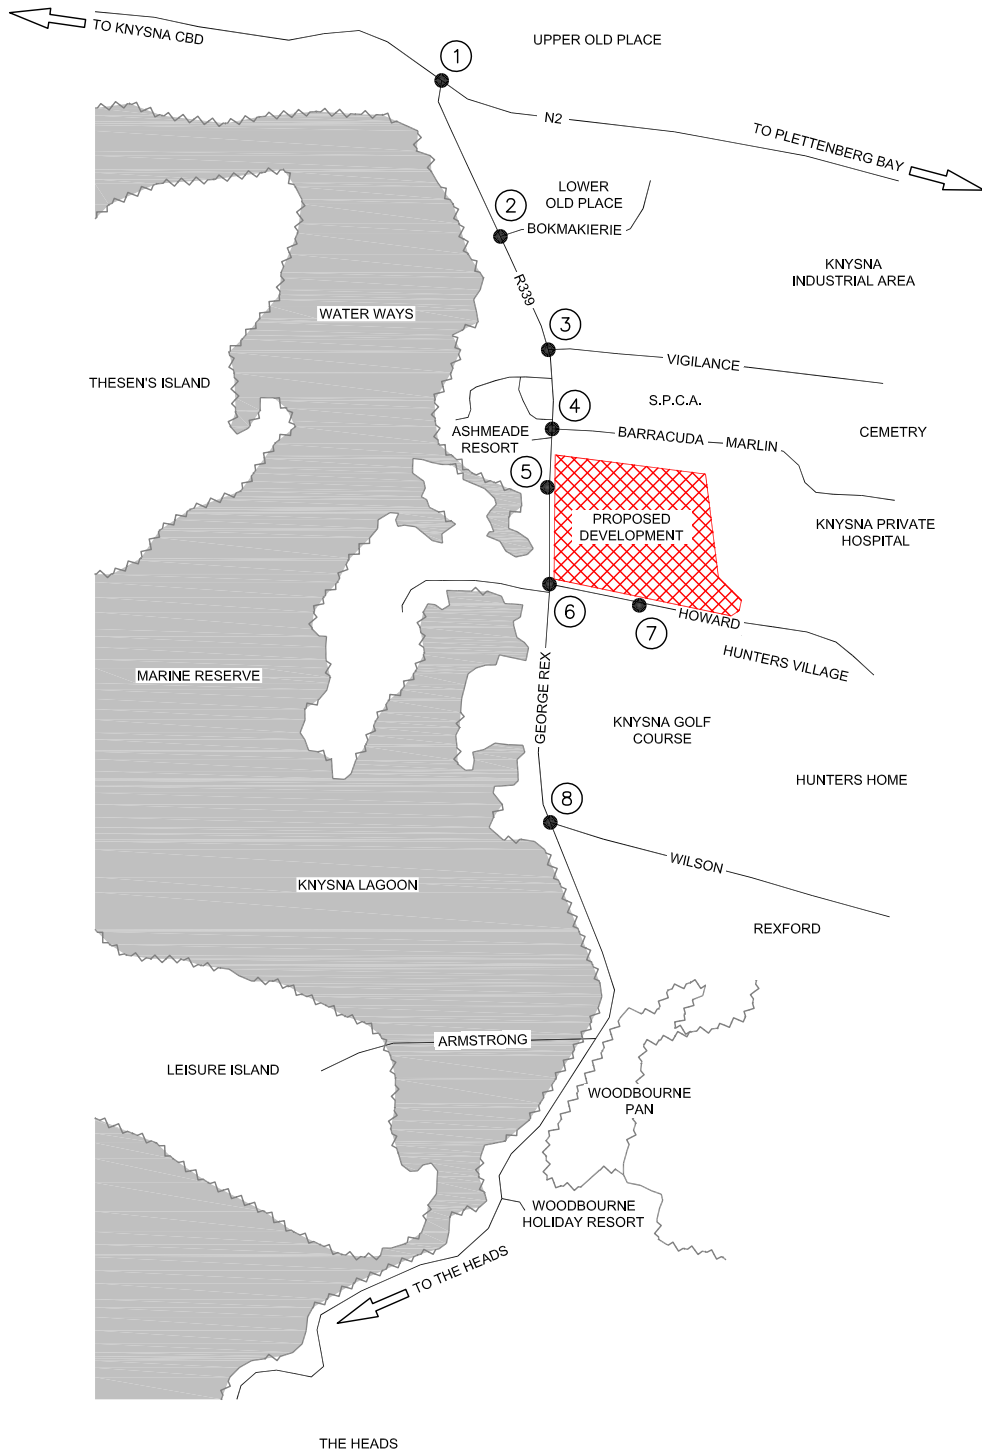 TO KNYSNA CBD
1
UPPER OLD PLACE
N2
TO PLETTENBERG BAY
LOWER
OLD PLACE
2
BOKMAKIERIE
KNYSNA
INDUSTRIAL AREA
R339
WATER WAYS
3
VIGILANCE
THESEN'S ISLAND
S.P.C.A.
4
ASHMEADE
RESORT
BARRACUDA
MARLIN
CEMETRY
5
PROPOSED
DEVELOPMENT
KNYSNA PRIVATE
HOSPITAL
6
7
HOWARD
HUNTERS VILLAGE
MARINE RESERVE
GEORGE REX
KNYSNA GOLF
COURSE
HUNTERS HOME
8
WILSON
KNYSNA LAGOON
REXFORD
ARMSTRONG
LEISURE ISLAND
WOODBOURNE
PAN
WOODBOURNE
HOLIDAY RESORT
TO THE HEADS
THE HEADS